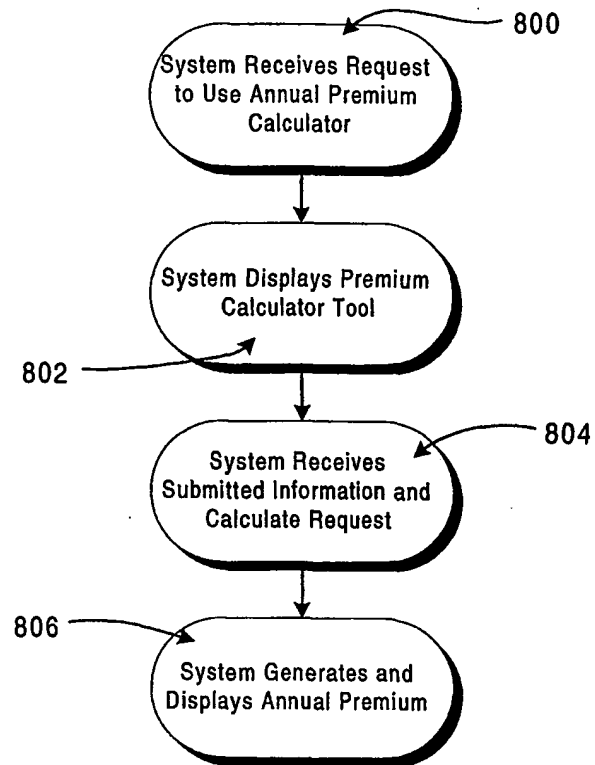 800
System Receives Request
to Use Annual Premium
Calculator
System Displays Premium
Calculator Tool
802
804
System Receives
Submitted Information and
Calculate Request
806
System Generates and
Displays Annual Premium